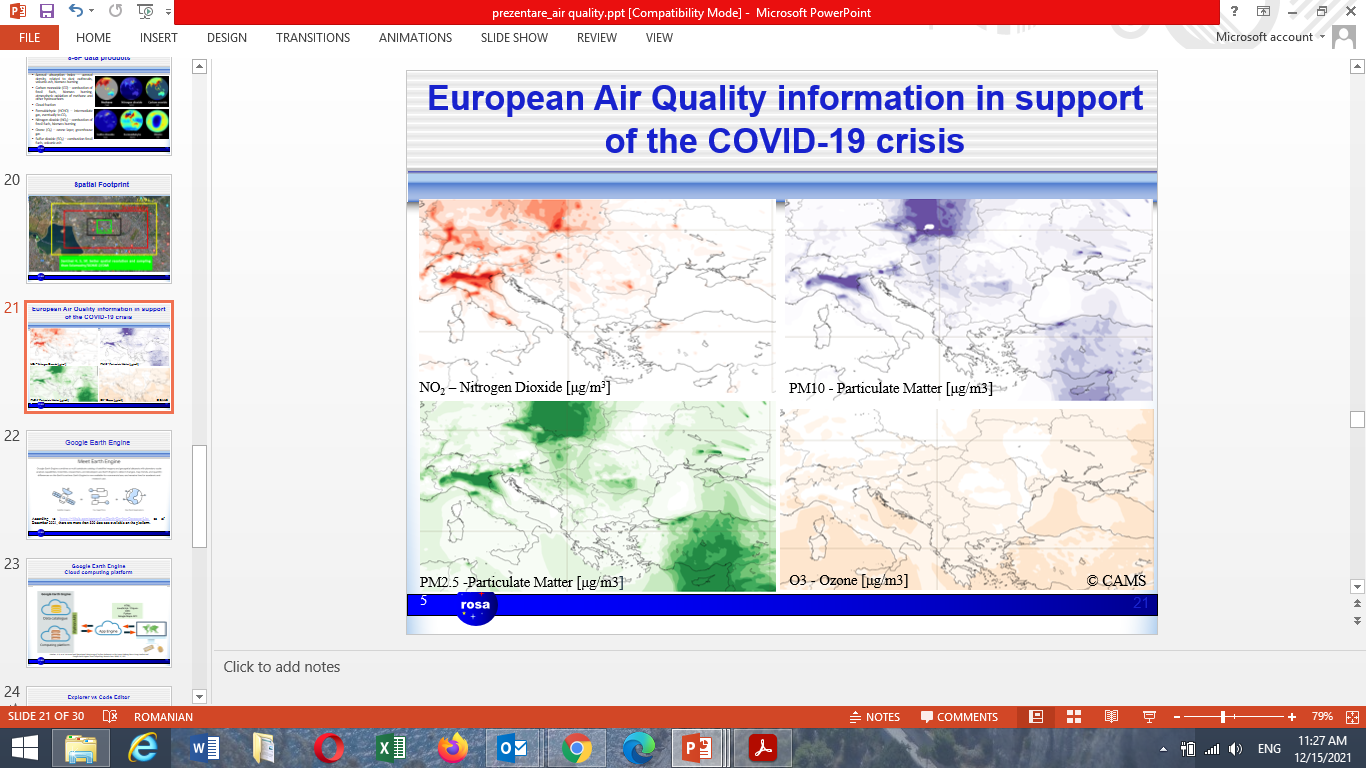 prezentare_air quality.ppt [Compatibility Mode] - Microsoft PowerPoint
FILE HOME INSERT DESIGN TRANSITIONS ANIMATIONS SLIDE SHOW REVIEW VIEW
Microsoft account
20
Spatial Footprint
21
European Air Quality information in support
of the COVID-19 crisis
22
Google Earth Engine
Meet Earth Engine
23
Google Earth Engine
Cloud computing platform
24
Explorer vs Code Editor
European Air Quality information in support
of the COVID-19 crisis
NO₂ – Nitrogen Dioxide [µg/m³]
PM10 - Particulate Matter [µg/m3]
PM2.5 -Particulate Matter [µg/m3]
O3 - Ozone [µg/m3]
© CAMS
5
rosa
21
Click to add notes
SLIDE 21 OF 30
ROMANIAN
NOTES
COMMENTS
79%
ENG
11:27 AM
12/15/2021